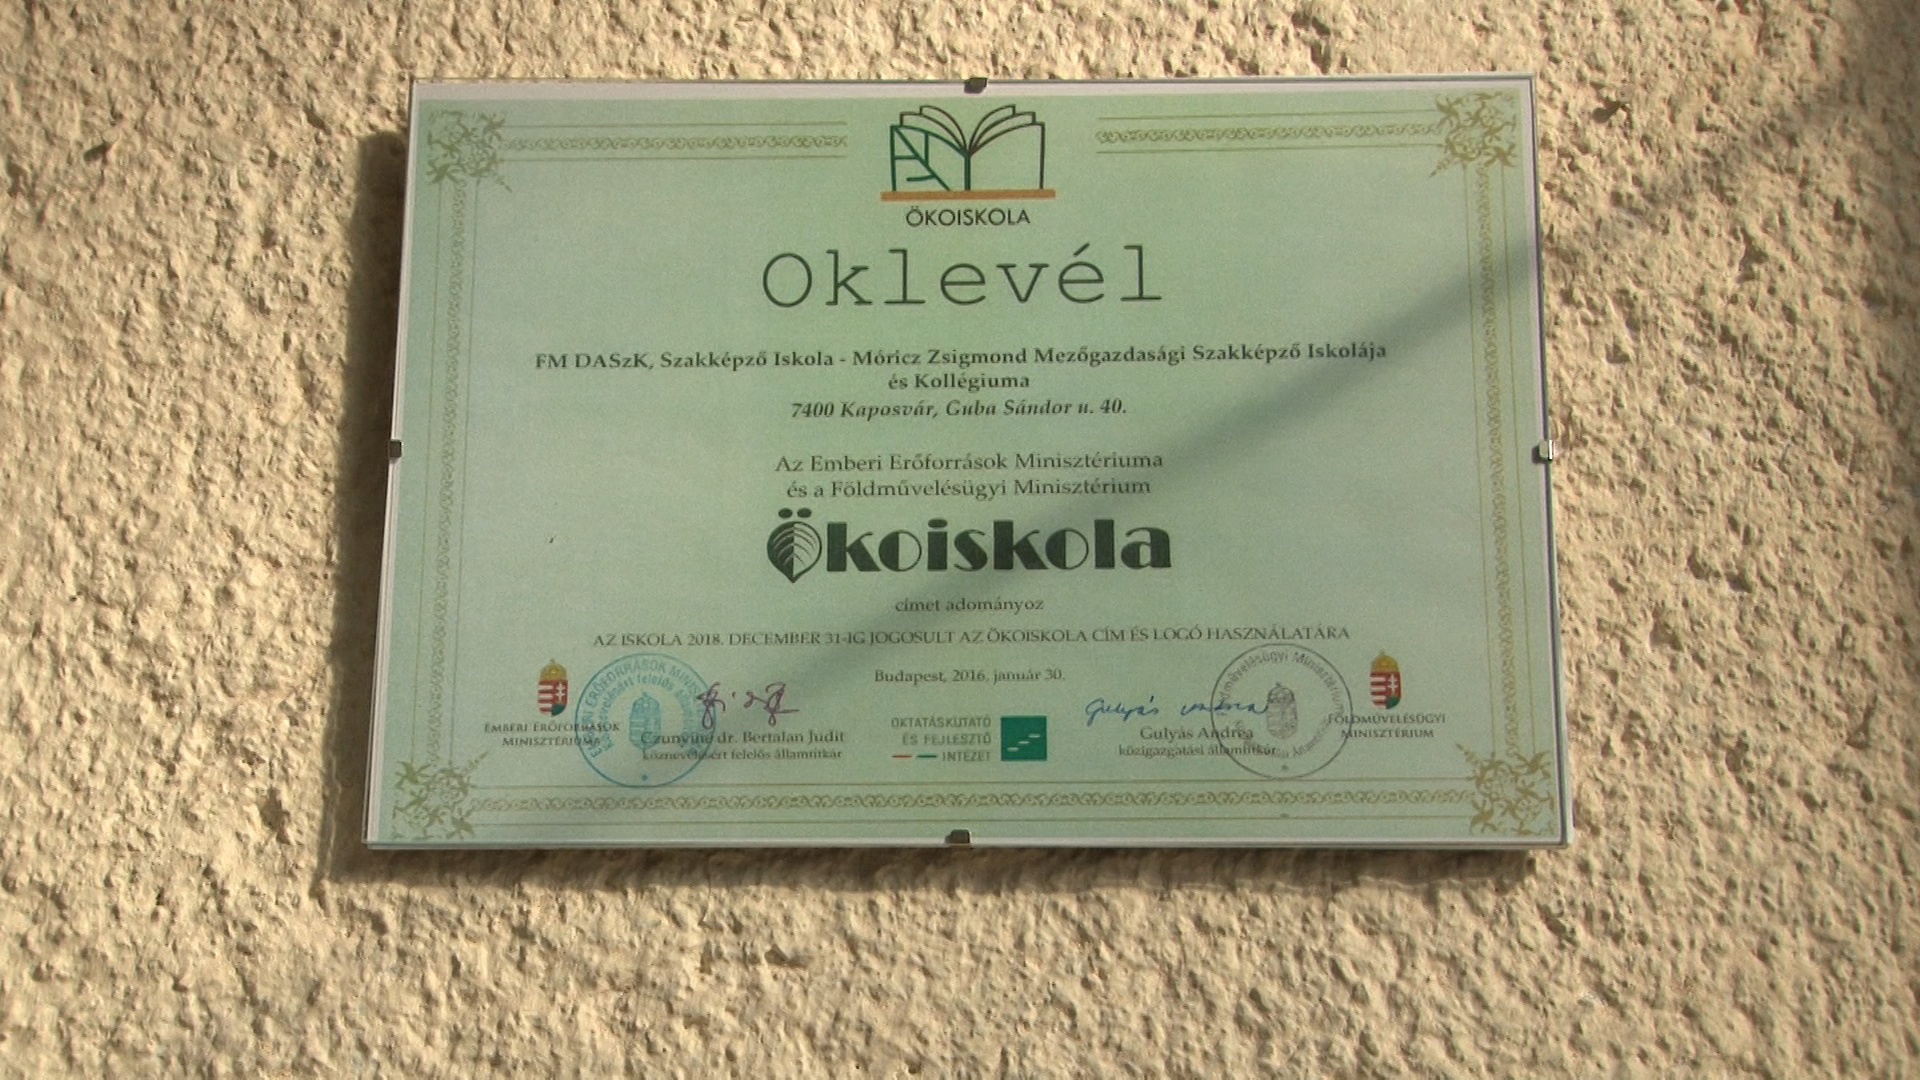 ÖKOISKOLA
Oklevél
FM DASzK, Szakképző Iskola - Móricz Zsigmond Mezőgazdasági Szakképző Iskolája
és Kollégiuma
7400 Kaposvár, Guba Sándor u. 40.
Az Emberi Erőforrások Minisztériuma
és a Földművelésügyi Minisztérium
Ökoiskola
címet adományoz
AZ ISKOLA 2018. DECEMBER 31-IG JOGOSULT AZ ÖKOISKOLA CÍM ÉS LOGÓ HASZNÁLATÁRA
Budapest, 2016. január 30.
EMBERI ERŐFORRÁSOK
MINISZTÉRIUMA
Czunyiné dr. Bertalan Judit
köznevelésért felelős államtitkár
OKTATÁSKUTATÓ
ÉS FEJLESZTŐ
INTÉZET
Gulyás Andrea
közigazgatási államtitkár
FÖLDMŰVELÉSÜGYI
MINISZTÉRIUM